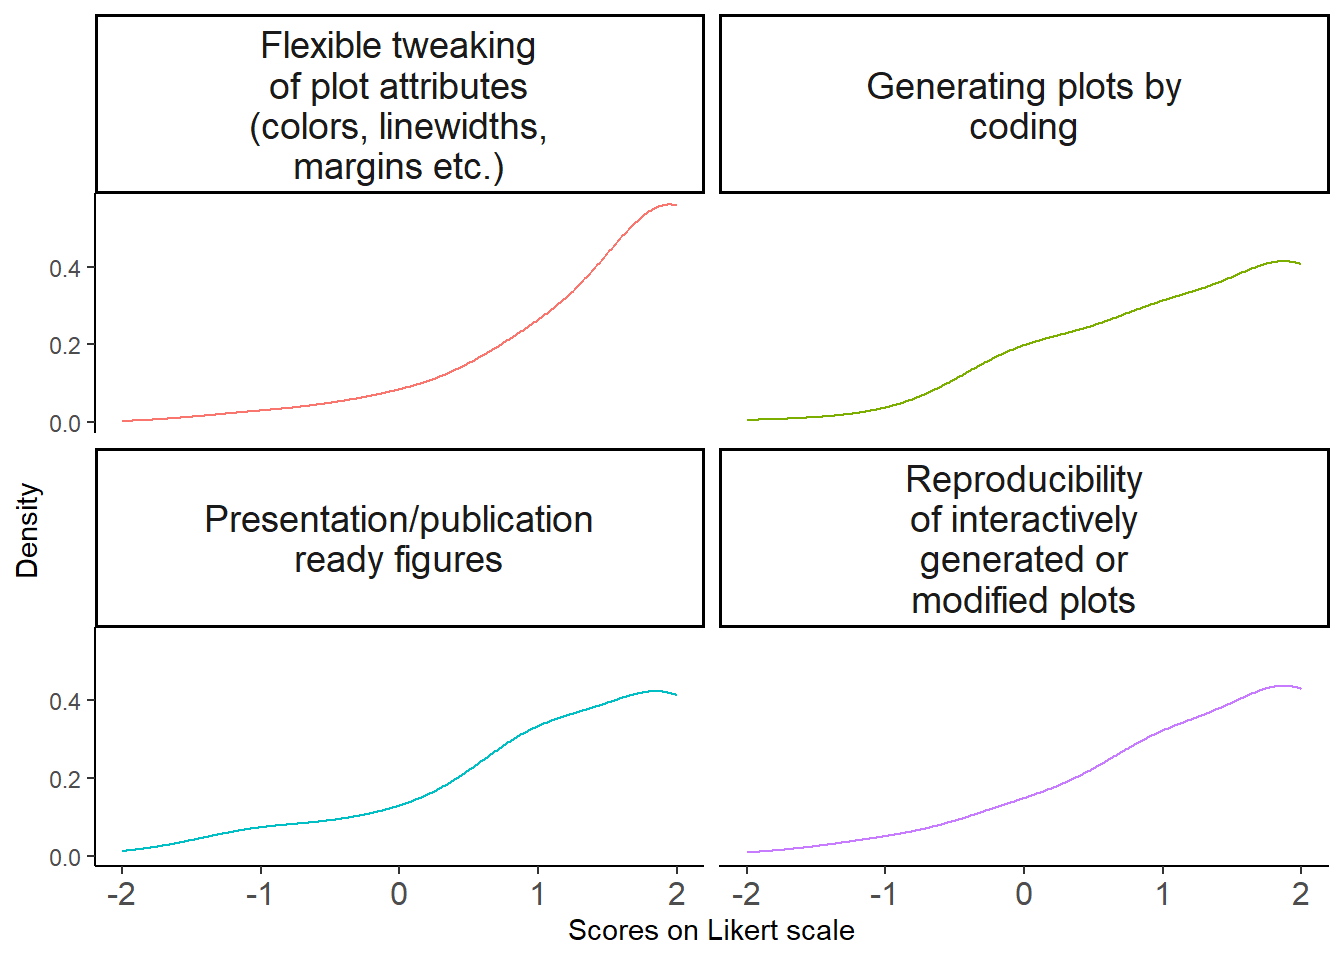 Flexible tweaking
of plot attributes
(colors, linewidths,
margins etc.)
Generating plots by
coding
0.4
0.2
0.0
Presentation/publication
ready figures
Reproducibility
of interactively
generated or
modified plots
Density
0.4
0.2
0.0
-2 -1 0 1 2
-2 -1 0 1 2
Scores on Likert scale